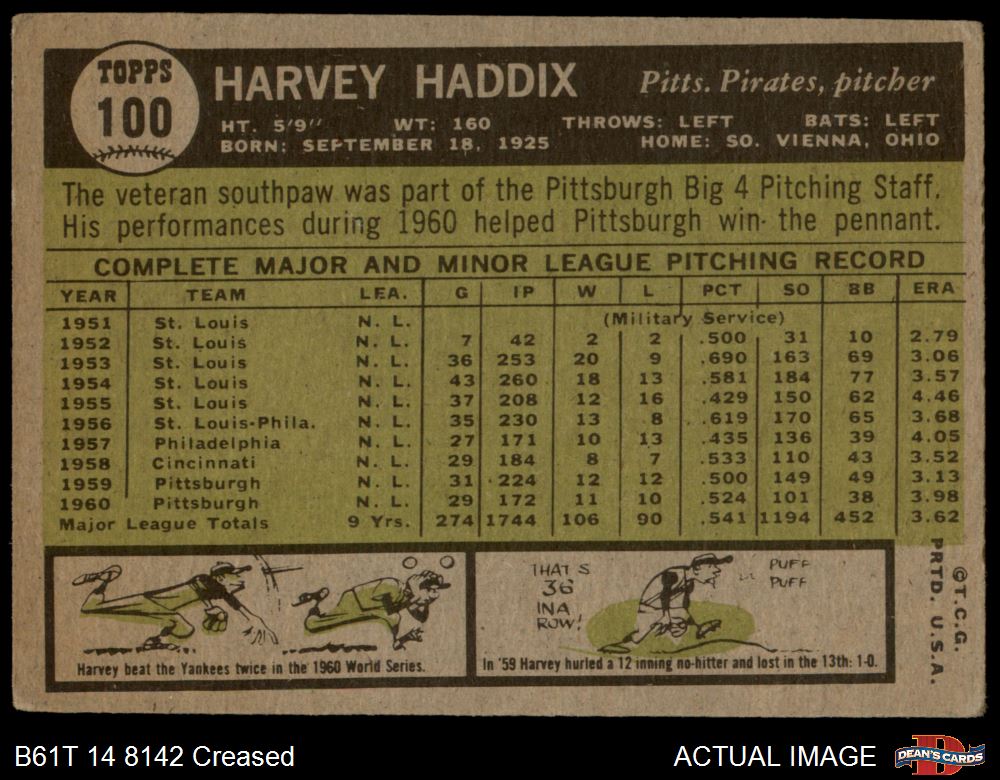 TOPPS
100
HARVEY HADDIX
Pitts. Pirates, pitcher
HT. 5'9" WT: 160 THROWS: LEFT BATS: LEFT
BORN: SEPTEMBER 18, 1925 HOME: SO. VIENNA, OHIO
The veteran southpaw was part of the Pittsburgh Big 4 Pitching Staff.
His performances during 1960 helped Pittsburgh win the pennant.
COMPLETE MAJOR AND MINOR LEAGUE PITCHING RECORD
YEAR TEAM LEA. G IP W L PCT SO BB ERA
1951 St. Louis N. L. (Military Service)
1952 St. Louis N. L. 7 42 2 2 .500 31 10 2.79
1953 St. Louis N. L. 36 253 20 9 .690 163 69 3.06
1954 St. Louis N. L. 43 260 18 13 .581 184 77 3.57
1955 St. Louis N. L. 37 208 12 16 .429 150 62 4.46
1956 St. Louis-Phila. N. L. 35 230 13 8 .619 170 65 3.68
1957 Philadelphia N. L. 27 171 10 13 .435 136 39 4.05
1958 Cincinnati N. L. 29 184 8 7 .533 110 43 3.52
1959 Pittsburgh N. L. 31 224 12 12 .500 149 49 3.13
1960 Pittsburgh N. L. 29 172 11 10 .524 101 38 3.98
Major League Totals 9 Yrs. 274 1744 106 90 .541 1194 452 3.62
Harvey beat the Yankees twice in the 1960 World Series.
THAT'S
36
IN A
ROW!
PUFF
PUFF
In '59 Harvey hurled a 12 inning no-hitter and lost in the 13th: 1-0.
©T.C.G.
PRTD. U.S.A.
B61T 14 8142 Creased
ACTUAL IMAGE
D
DEAN'S CARDS